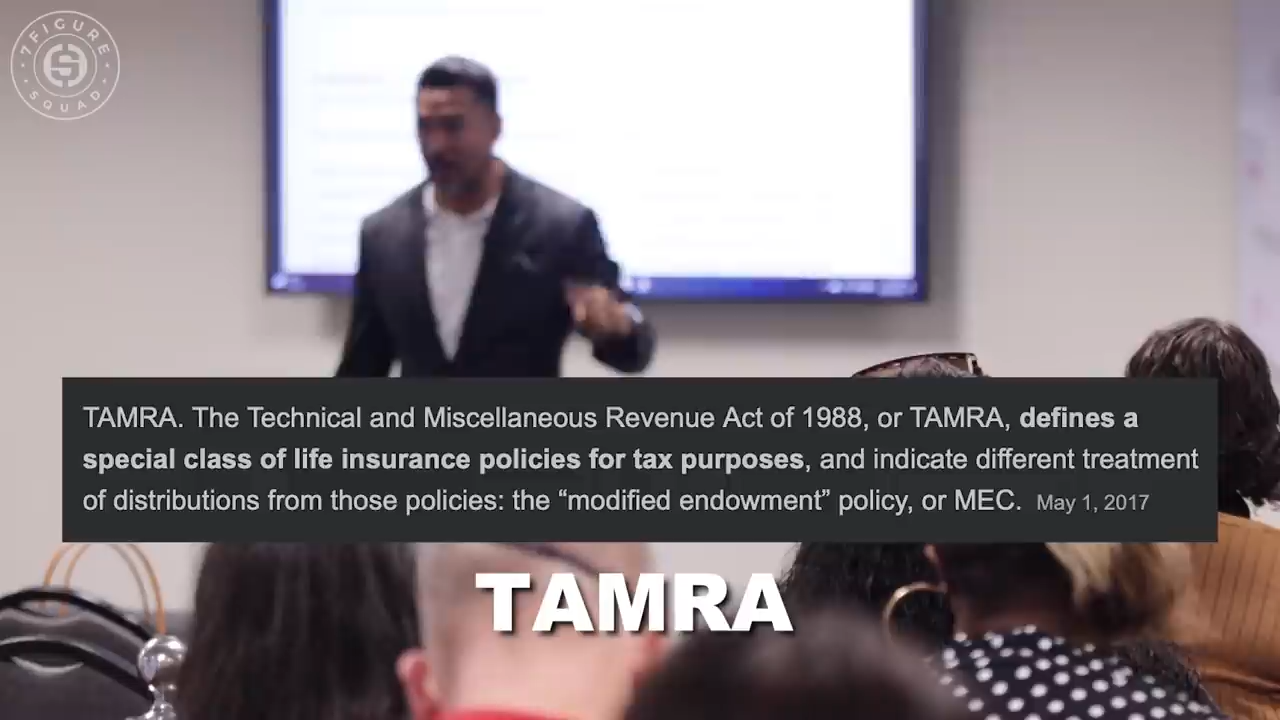 7FIGURE
SQUAD
TAMRA. The Technical and Miscellaneous Revenue Act of 1988, or TAMRA, defines a
special class of life insurance policies for tax purposes, and indicate different treatment
of distributions from those policies: the “modified endowment” policy, or MEC. May 1, 2017
TAMRA